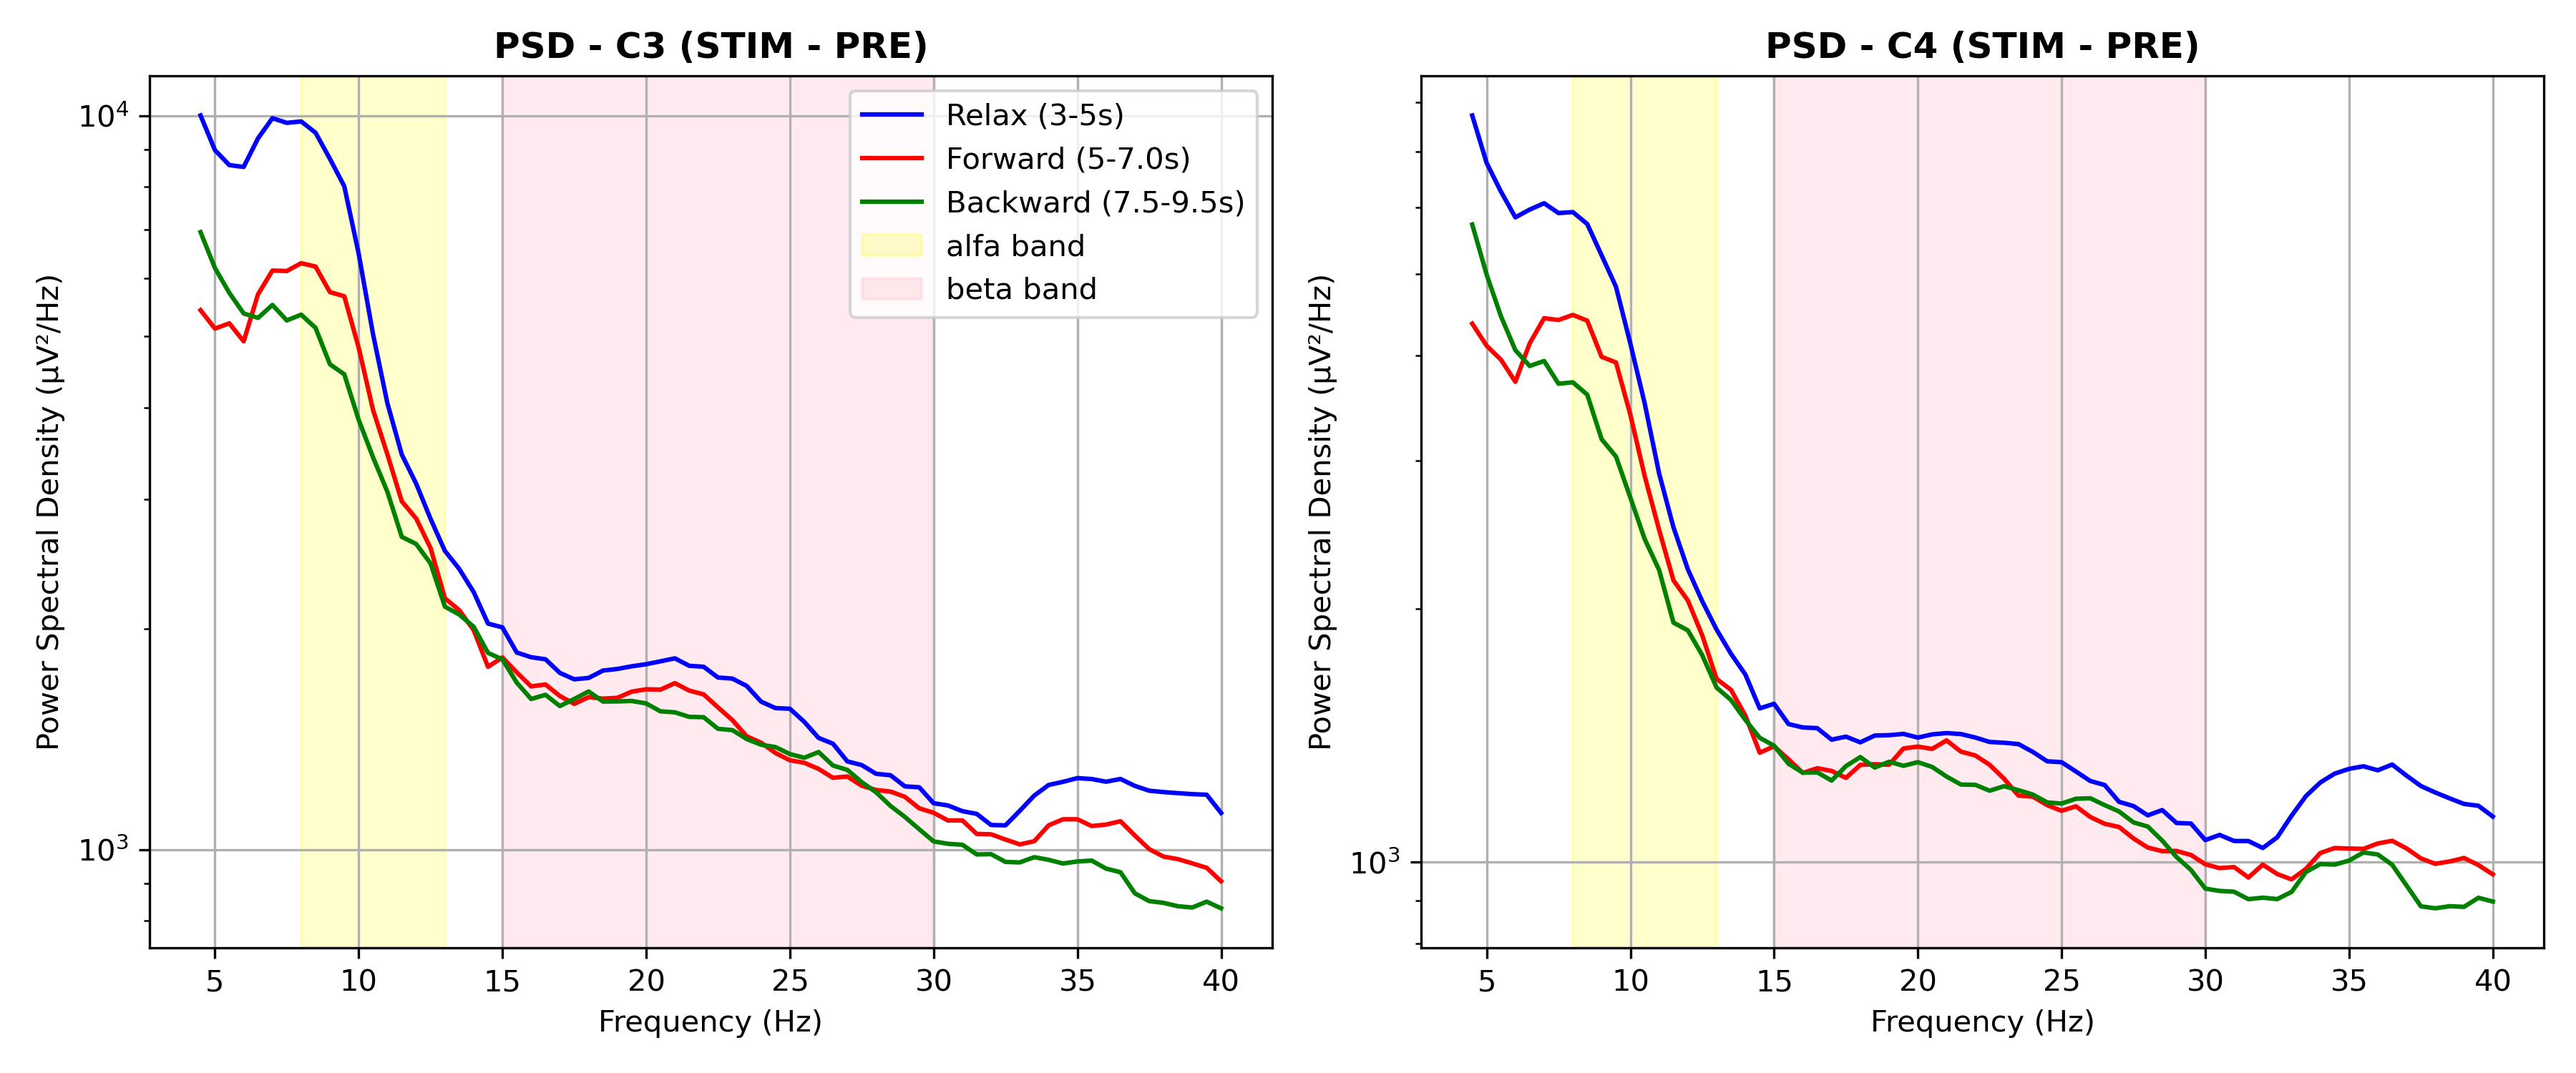 PSD - C3 (STIM - PRE)
Power Spectral Density (µV²/Hz)
10⁴
10³
Relax (3-5s)
Forward (5-7.0s)
Backward (7.5-9.5s)
alfa band
beta band
5 10 15 20 25 30 35 40
Frequency (Hz)
PSD - C4 (STIM - PRE)
Power Spectral Density (µV²/Hz)
10³
5 10 15 20 25 30 35 40
Frequency (Hz)